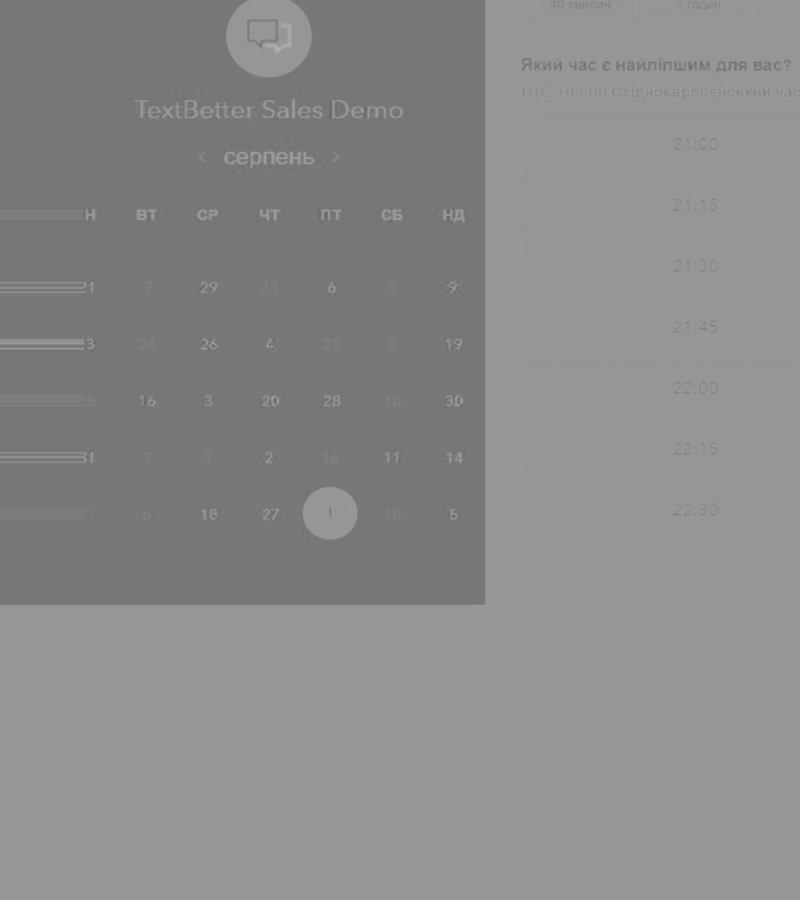 TextBetter Sales Demo
‹ серпень ›
Н ВТ СР ЧТ ПТ СБ НД
7 29 23 6 8 9
3 24 26 4 21 8 19
6 16 3 20 28 10 30
31 7 1 2 16 11 14
1 6 18 27 1 18 5
40 хвилин 1 годин
Який час є найліпшим для вас?
UTC +03:00 Східноєвропейський час
21:00
21:15
21:30
21:45
22:00
22:15
22:30